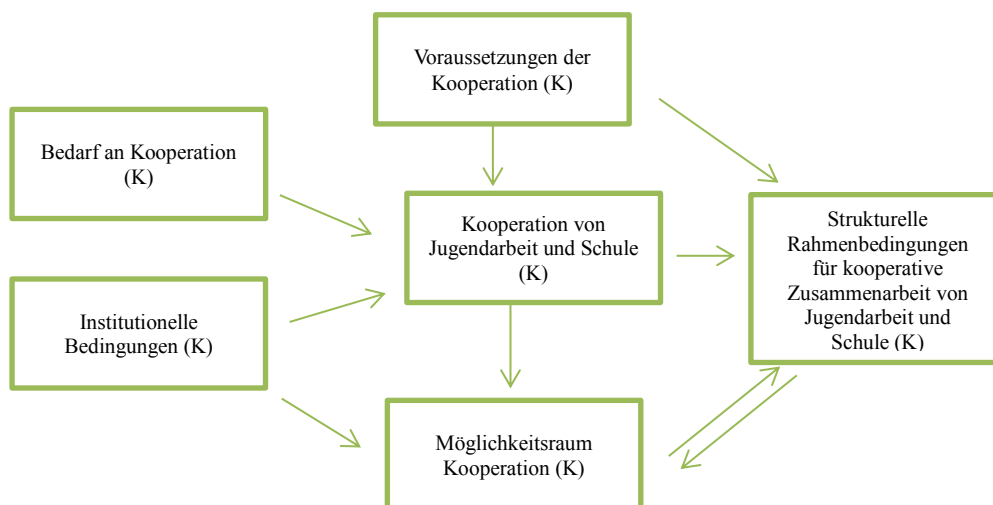 Voraussetzungen der
Kooperation (K)
Bedarf an Kooperation
(K)
Kooperation von
Jugendarbeit und Schule
(K)
Strukturelle
Rahmenbedingungen
für kooperative
Zusammenarbeit von
Jugendarbeit und
Schule (K)
Institutionelle
Bedingungen (K)
Möglichkeitsraum
Kooperation (K)